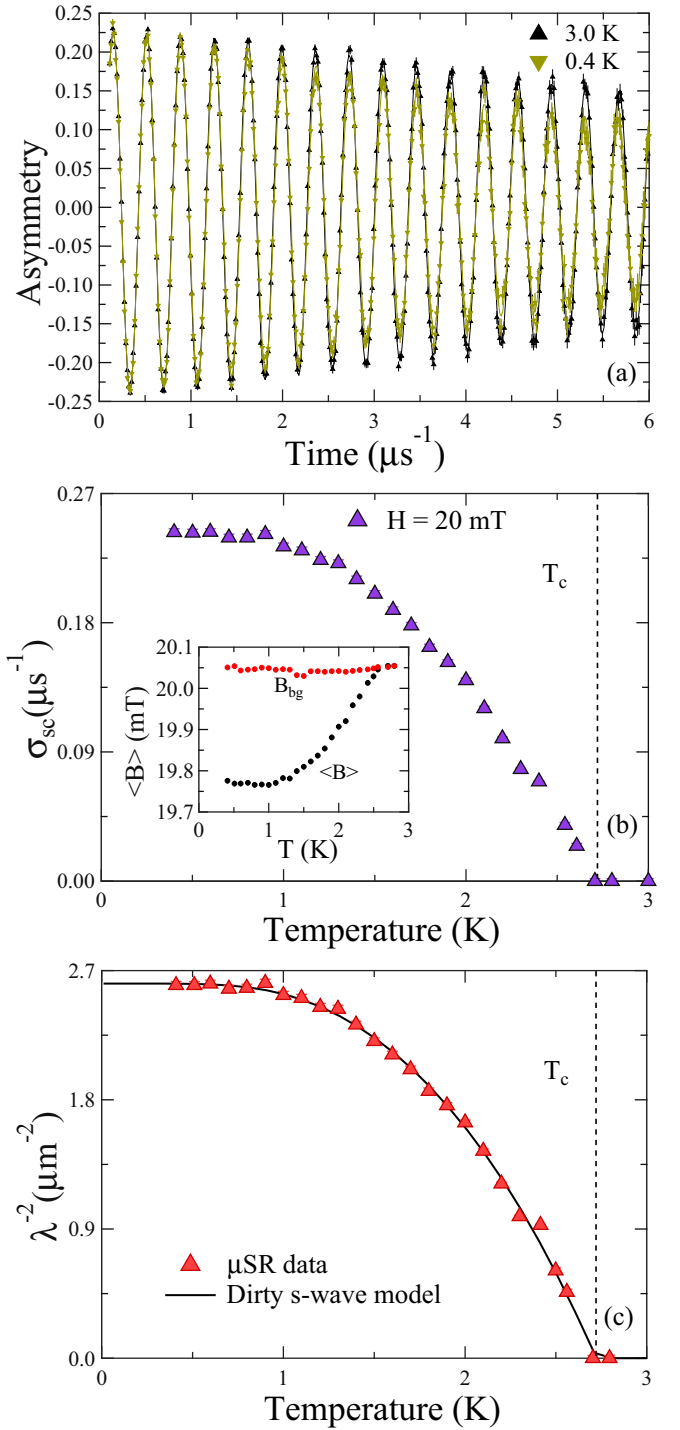 0.25
0.20
0.15
0.10
0.05
0.00
-0.05
-0.10
-0.15
-0.20
-0.25
Asymmetry
3.0 K
0.4 K
(a)
0 1 2 3 4 5 6
Time (μs⁻¹)
0.27
0.18
0.09
0.00
σsc(μs⁻¹)
H = 20 mT
Tc
20.1
20.0
19.9
19.8
19.7
<B> (mT)
Bbg
<B>
0 1 2 3
T (K)
(b)
0 1 2 3
Temperature (K)
2.7
1.8
0.9
0.0
λ⁻²(μm⁻²)
Tc
μSR data
Dirty s-wave model
(c)
0 1 2 3
Temperature (K)